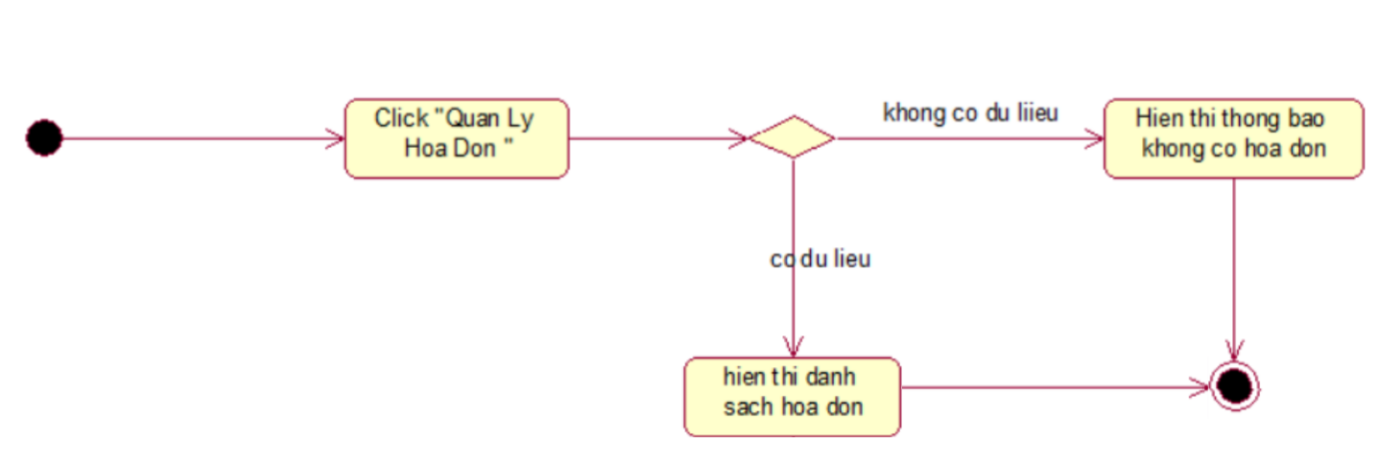 Click "Quan Ly
Hoa Don "
khong co du liieu
Hien thi thong bao
khong co hoa don
co du lieu
hien thi danh
sach hoa don